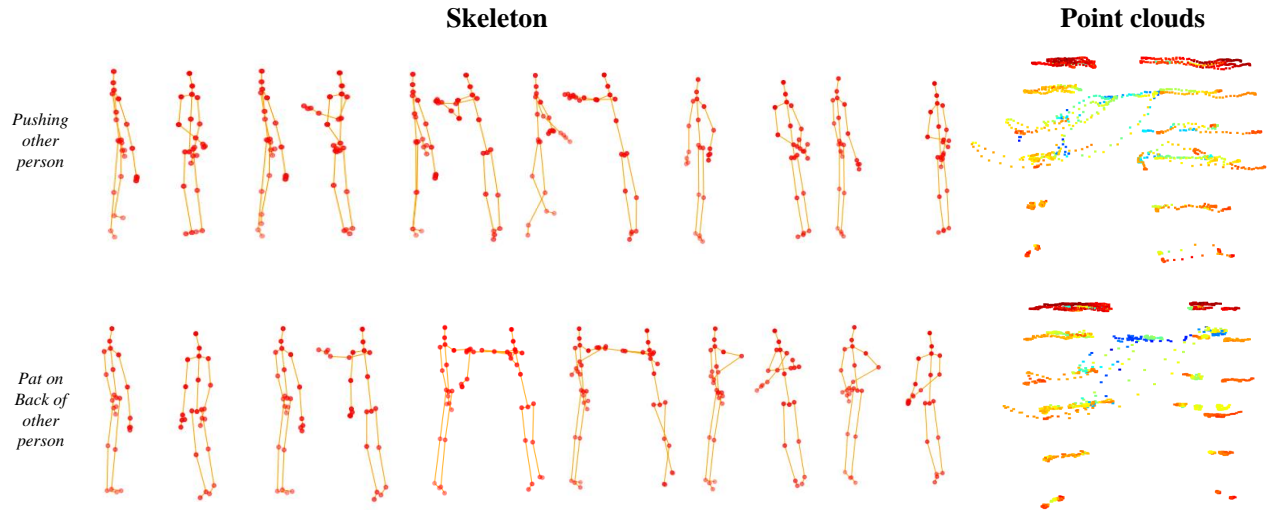 Skeleton
Point clouds
Pushing
other
person
Pat on
Back of
other
person